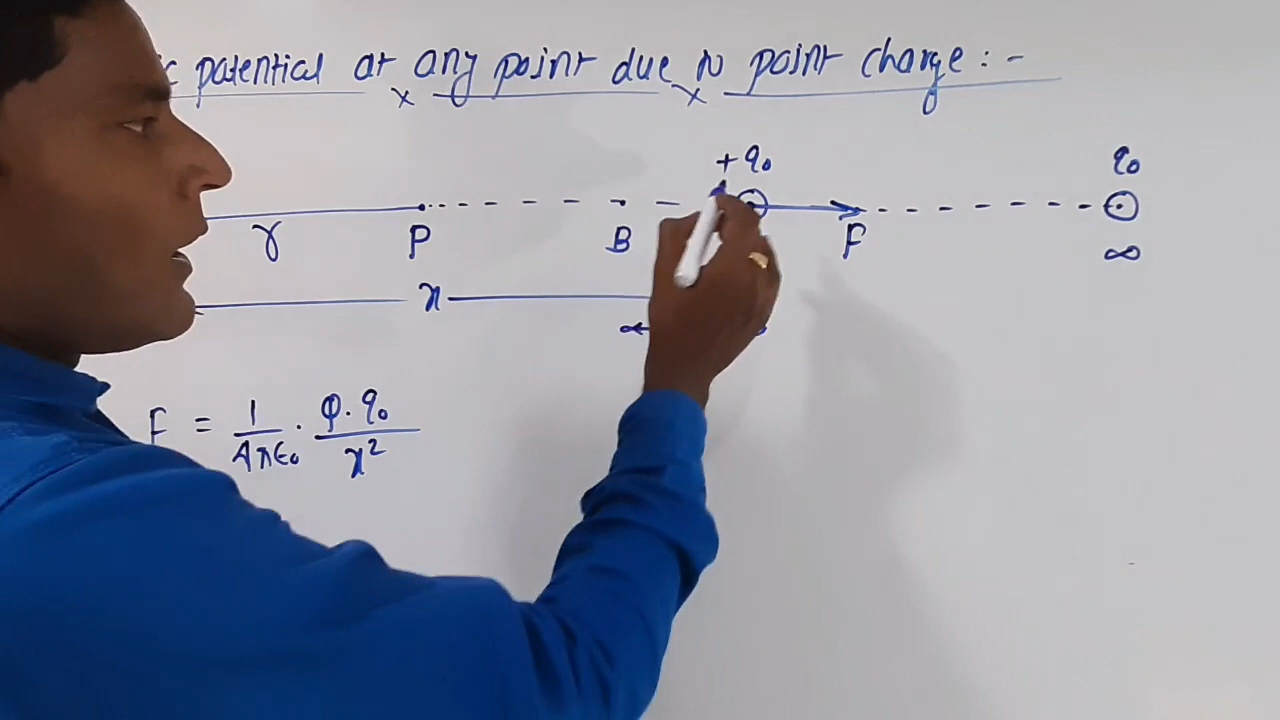 potential at any point due to point charge : -
+q₀ q₀
r P B F ∞
x
F = 1/4πϵ₀ · Q.q₀/x²